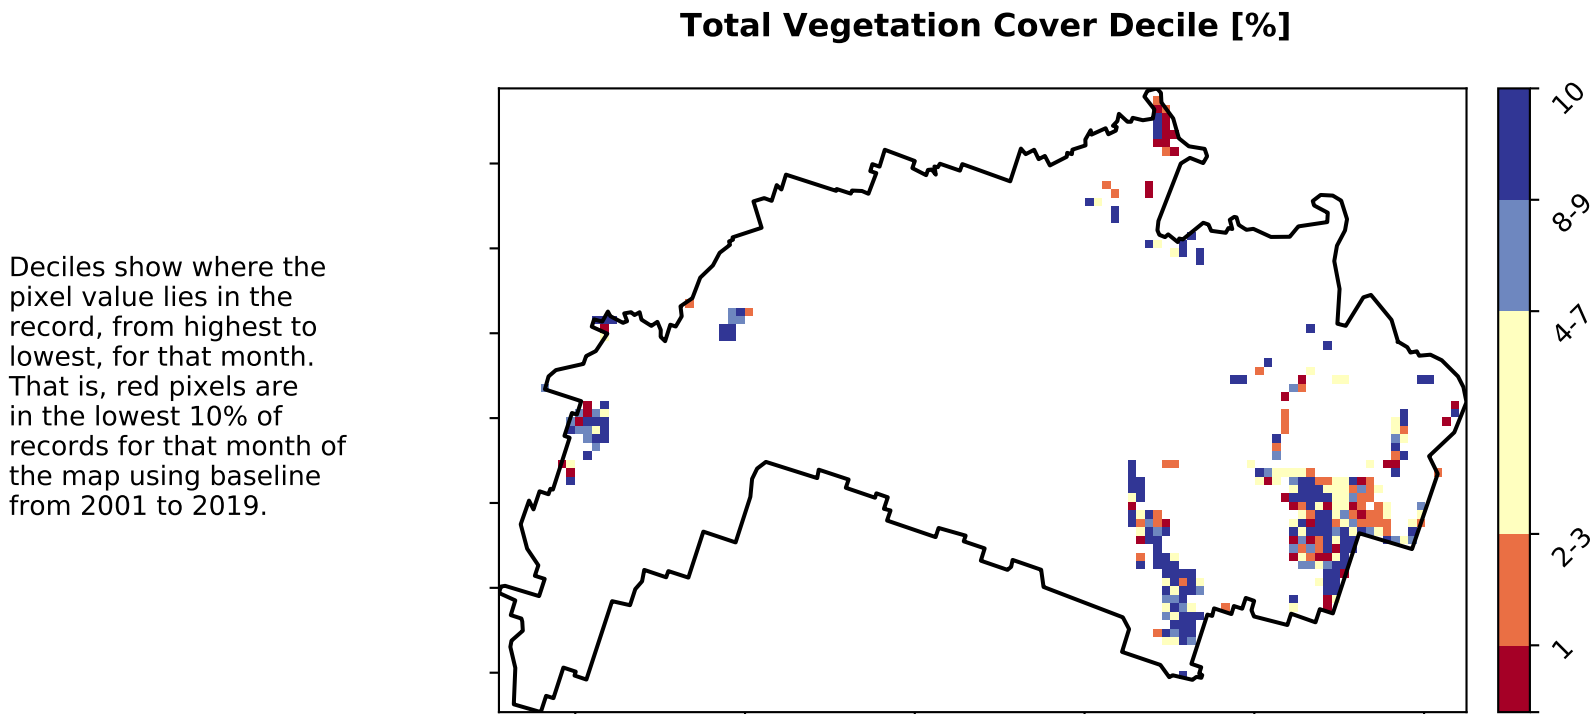 Total Vegetation Cover Decile [%]
Deciles show where the
pixel value lies in the
record, from highest to
lowest, for that month.
That is, red pixels are
in the lowest 10% of
records for that month of
the map using baseline
from 2001 to 2019.
10
8-9
4-7
2-3
1